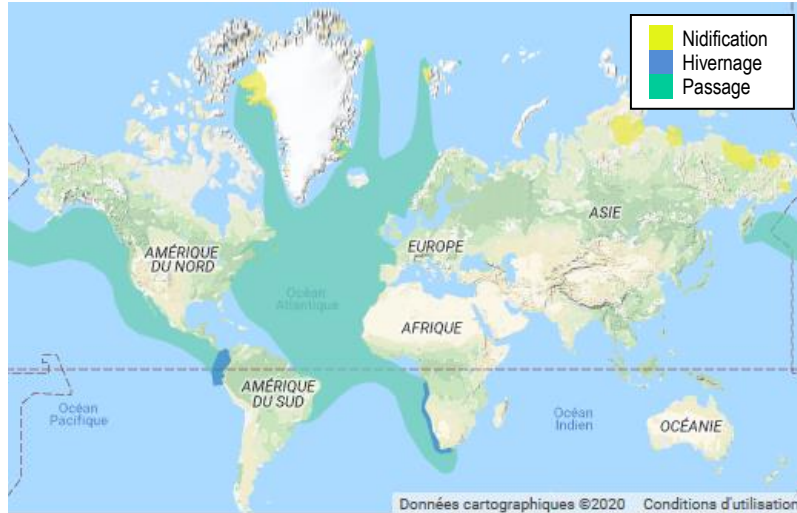 Nidification
Hivernage
Passage
ASIE
AMÉRIQUE
DU NORD
EUROPE
Océan
Atlantique
AFRIQUE
AMÉRIQUE
DU SUD
Océan
Pacifique
Océan
Indien
OCÉANIE
Données cartographiques ©2020 Conditions d'utilisation